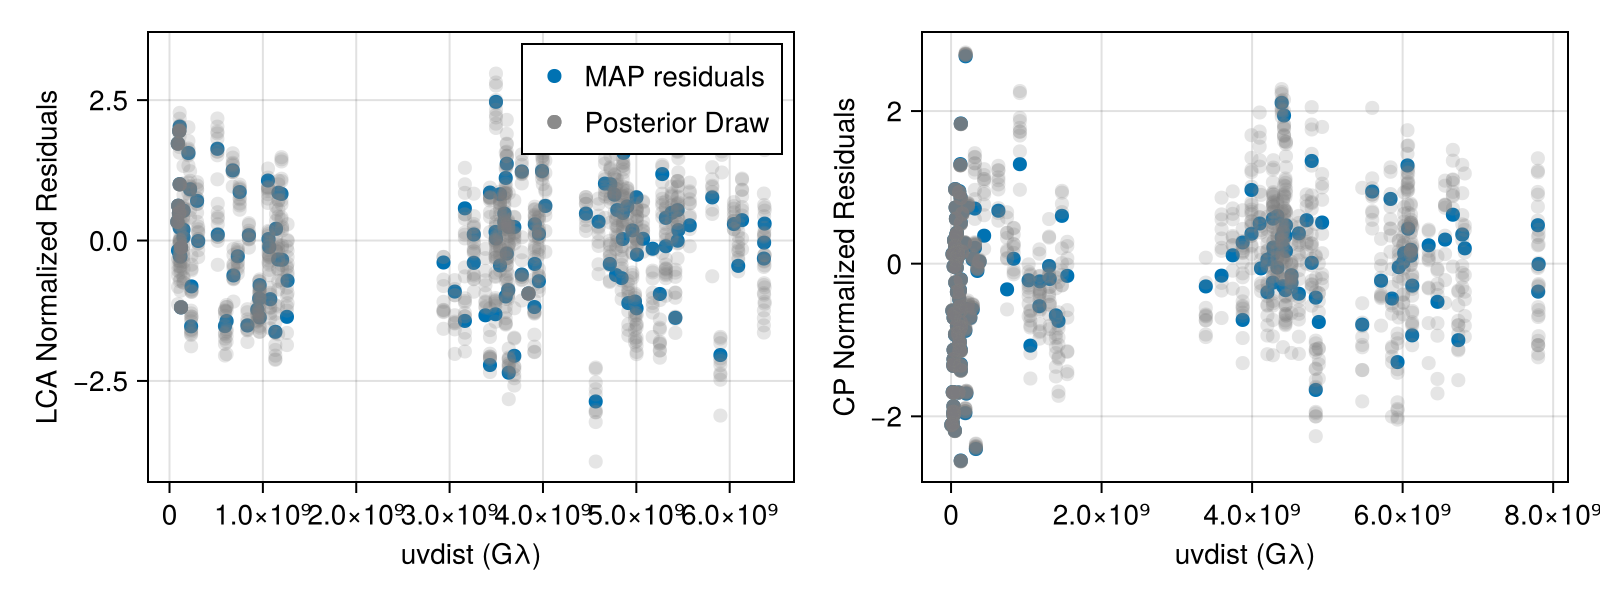 LCA Normalized Residuals
2.5
0.0
−2.5
MAP residuals
Posterior Draw
0 1.0×10⁹ 2.0×10⁹ 3.0×10⁹ 4.0×10⁹ 5.0×10⁹ 6.0×10⁹
uvdist (Gλ)
CP Normalized Residuals
2
0
−2
0 2.0×10⁹ 4.0×10⁹ 6.0×10⁹ 8.0×10⁹
uvdist (Gλ)